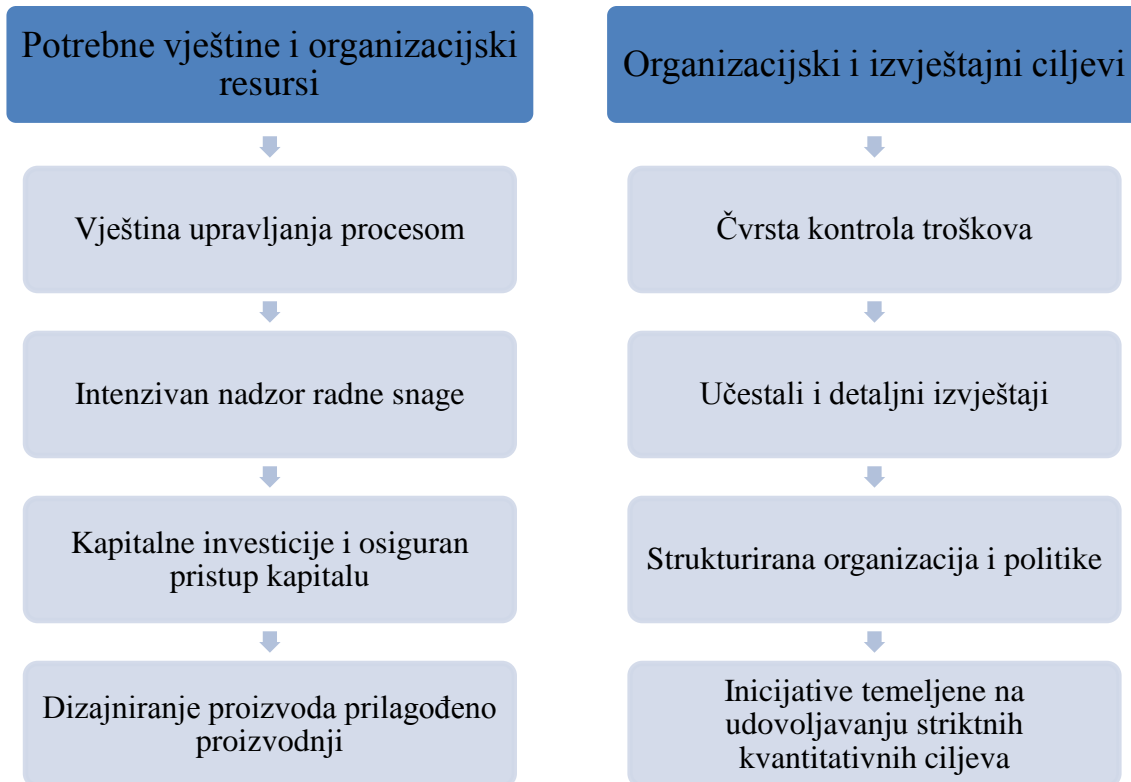 Potrebne vještine i organizacijski
resursi
Vještina upravljanja procesom
Intenzivan nadzor radne snage
Kapitalne investicije i osiguran
pristup kapitalu
Dizajniranje proizvoda prilagođeno
proizvodnji
Organizacijski i izvještajni ciljevi
Čvrsta kontrola troškova
Učestali i detaljni izvještaji
Strukturirana organizacija i politike
Inicijative temeljene na
udovoljavanju striktnih
kvantitativnih ciljeva